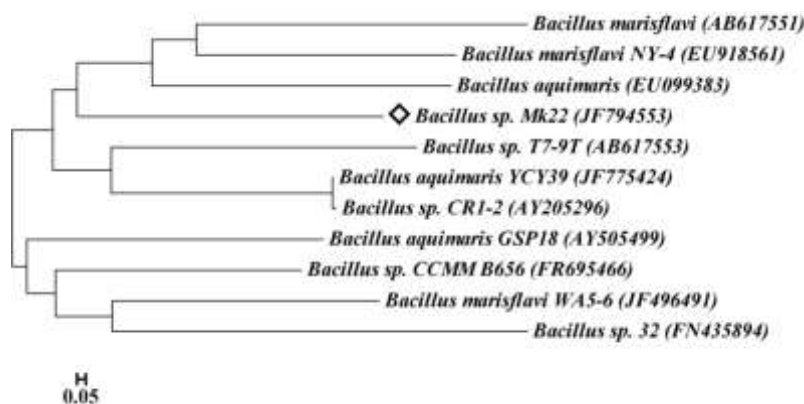 Bacillus marisflavi (AB617551)
Bacillus marisflavi NY-4 (EU918561)
Bacillus aquimaris (EU099383)
Bacillus sp. Mk22 (JF794553)
Bacillus sp. T7-9T (AB617553)
Bacillus aquimaris YCY39 (JF775424)
Bacillus sp. CR1-2 (AY205296)
Bacillus aquimaris GSP18 (AY505499)
Bacillus sp. CCMM B656 (FR695466)
Bacillus marisflavi WA5-6 (JF496491)
Bacillus sp. 32 (FN435894)
0.05